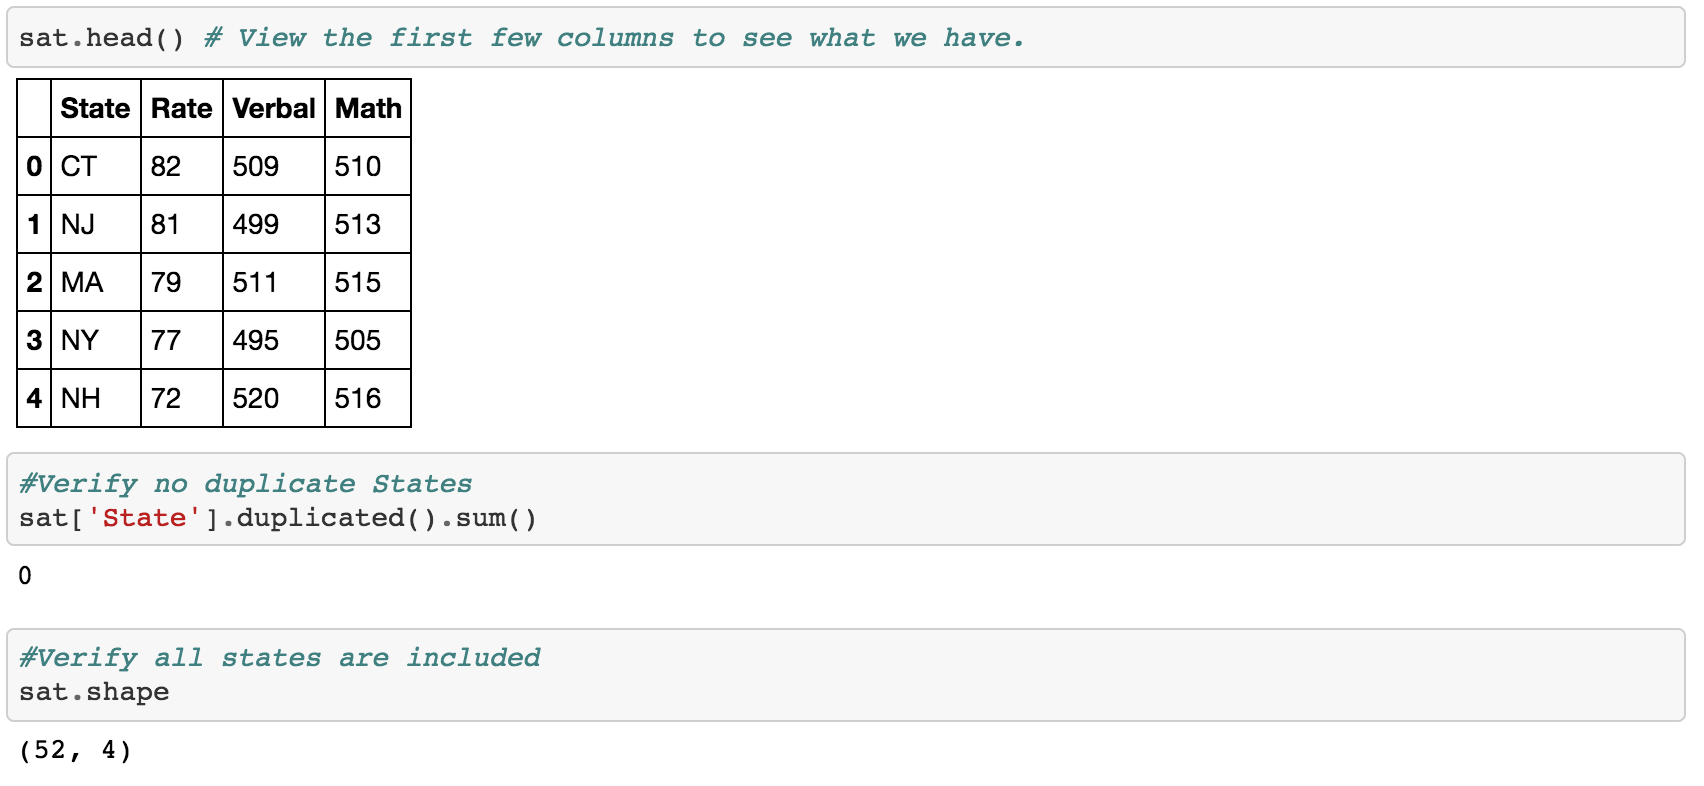 sat.head() # View the first few columns to see what we have.
State Rate Verbal Math
0 CT 82 509 510
1 NJ 81 499 513
2 MA 79 511 515
3 NY 77 495 505
4 NH 72 520 516
#Verify no duplicate States
sat['State'].duplicated().sum()
0
#Verify all states are included
sat.shape
(52, 4)